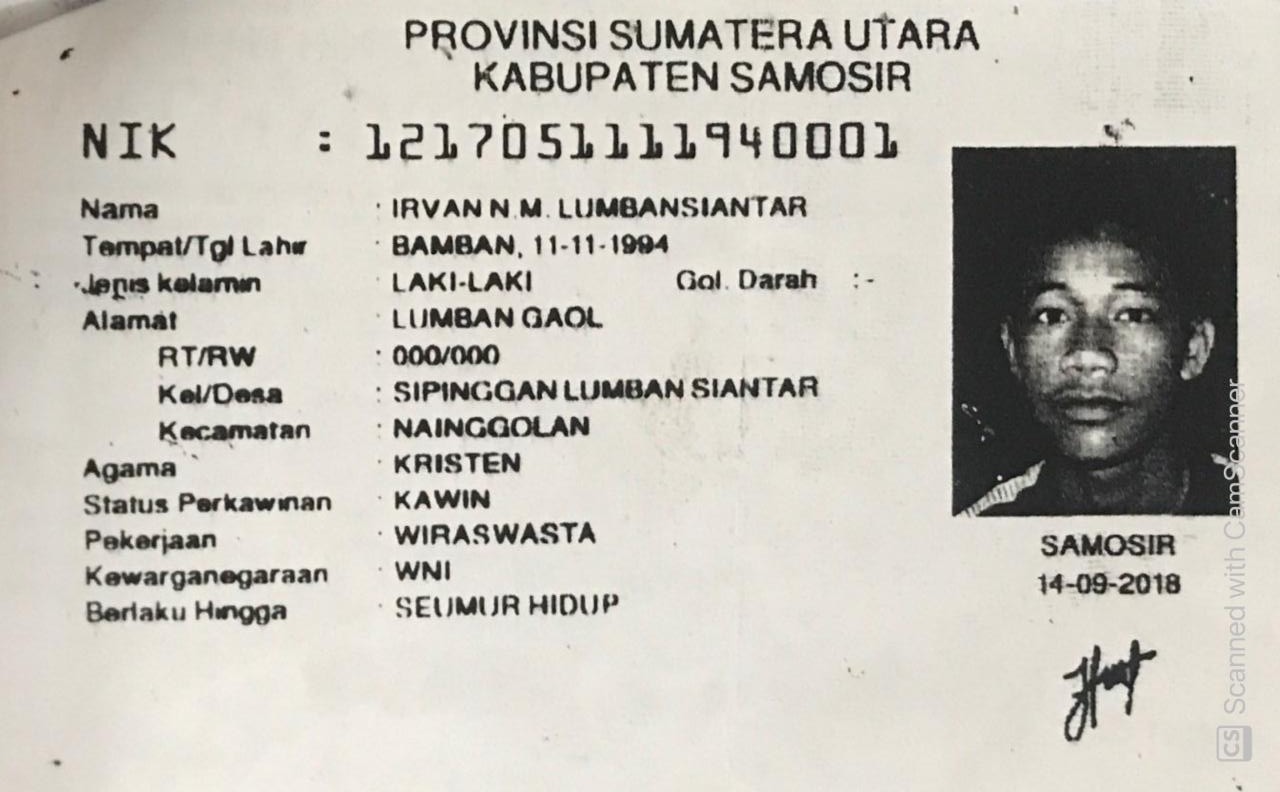 PROVINSI SUMATERA UTARA
KABUPATEN SAMOSIR
NIK : 1217051111940001
Nama : IRVAN N.M. LUMBANSIANTAR
Tempat/Tgl Lahir : BAMBAN, 11-11-1994
Jenis kelamin : LAKI-LAKI Gol. Darah : -
Alamat : LUMBAN GAOL
RT/RW : 000/000
Kel/Desa : SIPINGGAN LUMBAN SIANTAR
Kecamatan : NAINGGOLAN
Agama : KRISTEN
Status Perkawinan : KAWIN
Pekerjaan : WIRASWASTA
Kewarganegaraan : WNI
Berlaku Hingga : SEUMUR HIDUP
SAMOSIR
14-09-2018
CS Scanned with CamScanner